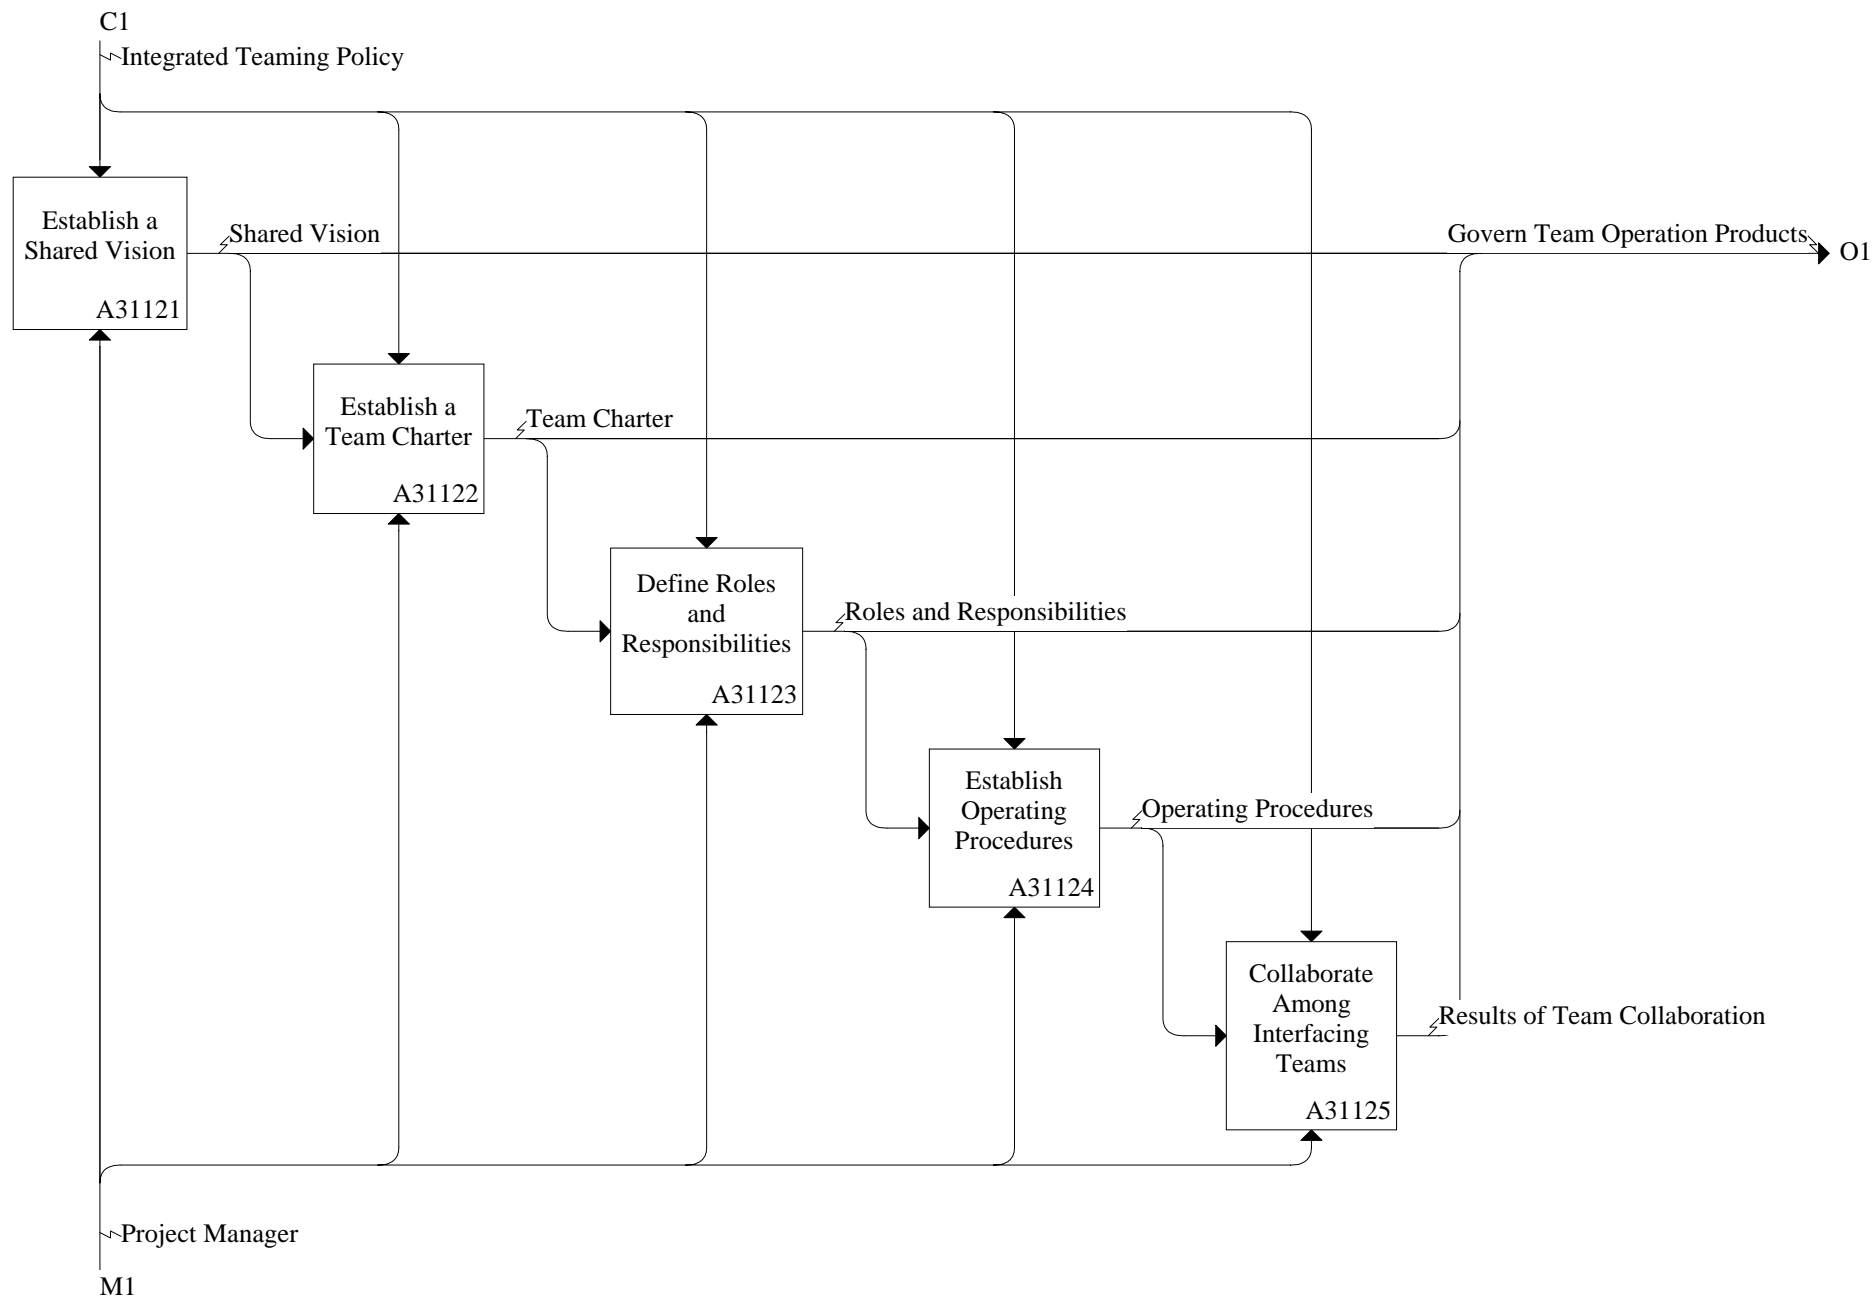 C1
Integrated Teaming Policy
Establish a
Shared Vision
A31121
Shared Vision
Govern Team Operation Products
O1
Establish a
Team Charter
A31122
Team Charter
Define Roles
and
Responsibilities
A31123
Roles and Responsibilities
Establish
Operating
Procedures
A31124
Operating Procedures
Collaborate
Among
Interfacing
Teams
A31125
Results of Team Collaboration
Project Manager
M1